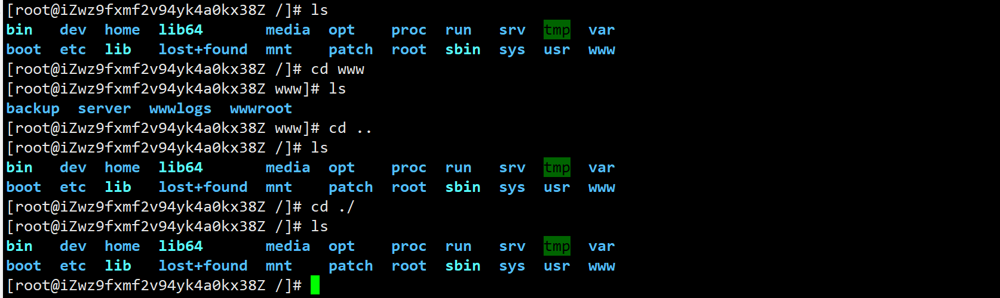 [root@iZwz9fxmf2v94yk4a0kx38Z /]# ls
bin   dev  home  lib64       media  opt    proc  run   srv  tmp  var
boot  etc  lib   lost+found  mnt    patch  root  sbin  sys  usr  www
[root@iZwz9fxmf2v94yk4a0kx38Z /]# cd www
[root@iZwz9fxmf2v94yk4a0kx38Z www]# ls
backup  server  wwwlogs  wwwroot
[root@iZwz9fxmf2v94yk4a0kx38Z www]# cd ..
[root@iZwz9fxmf2v94yk4a0kx38Z /]# ls
bin   dev  home  lib64       media  opt    proc  run   srv  tmp  var
boot  etc  lib   lost+found  mnt    patch  root  sbin  sys  usr  www
[root@iZwz9fxmf2v94yk4a0kx38Z /]# cd ./
[root@iZwz9fxmf2v94yk4a0kx38Z /]# ls
bin   dev  home  lib64       media  opt    proc  run   srv  tmp  var
boot  etc  lib   lost+found  mnt    patch  root  sbin  sys  usr  www
[root@iZwz9fxmf2v94yk4a0kx38Z /]#